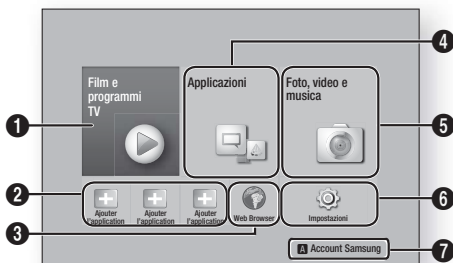 4
Film e
programmi
TV
Applicazioni
Foto, video e
musica
1
5
2
Ajouter
l'application
Ajouter
l'application
Ajouter
l'application
Web Browser
Impostazioni
6
3
A Account Samsung
7